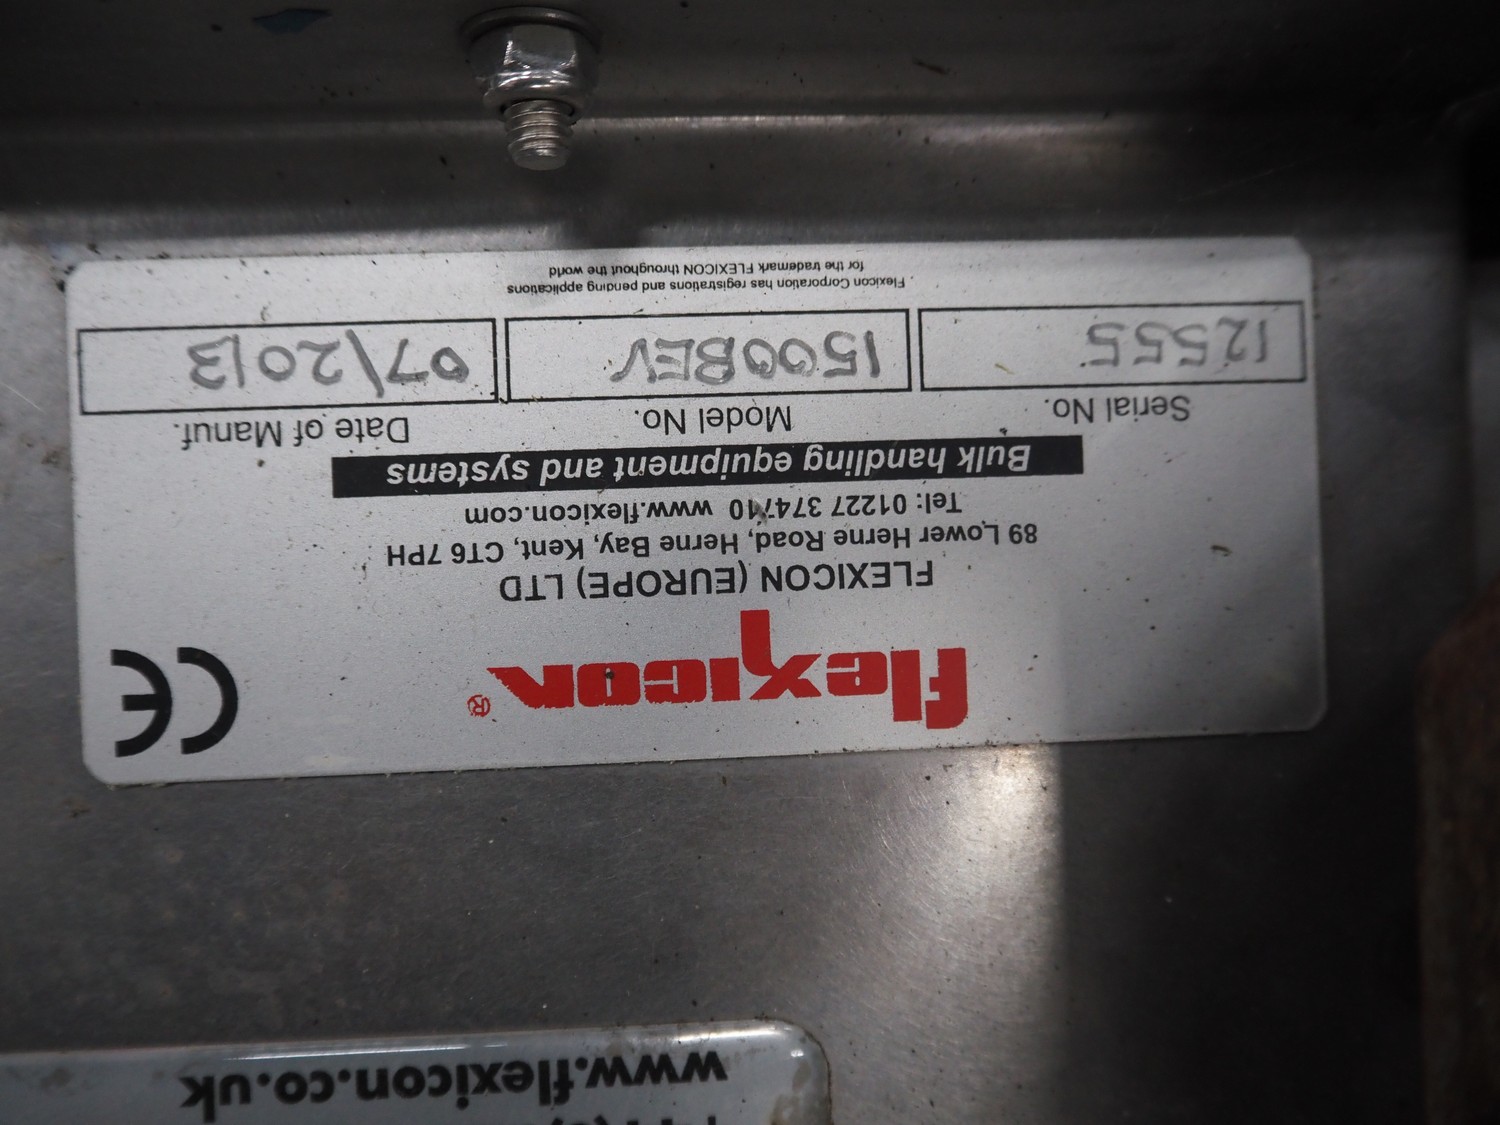 www.flexicon.co.uk
flexicon®
CE
FLEXICON (EUROPE) LTD
89 Lower Herne Road, Herne Bay, Kent, CT6 7PH
Tel: 01227 374710 www.flexicon.com
Bulk handling equipment and systems
Serial No. Model No. Date of Manuf.
12555 1500BEV 07/2013
Flexicon Corporation has registrations and pending applications
for the trademark FLEXICON throughout the world